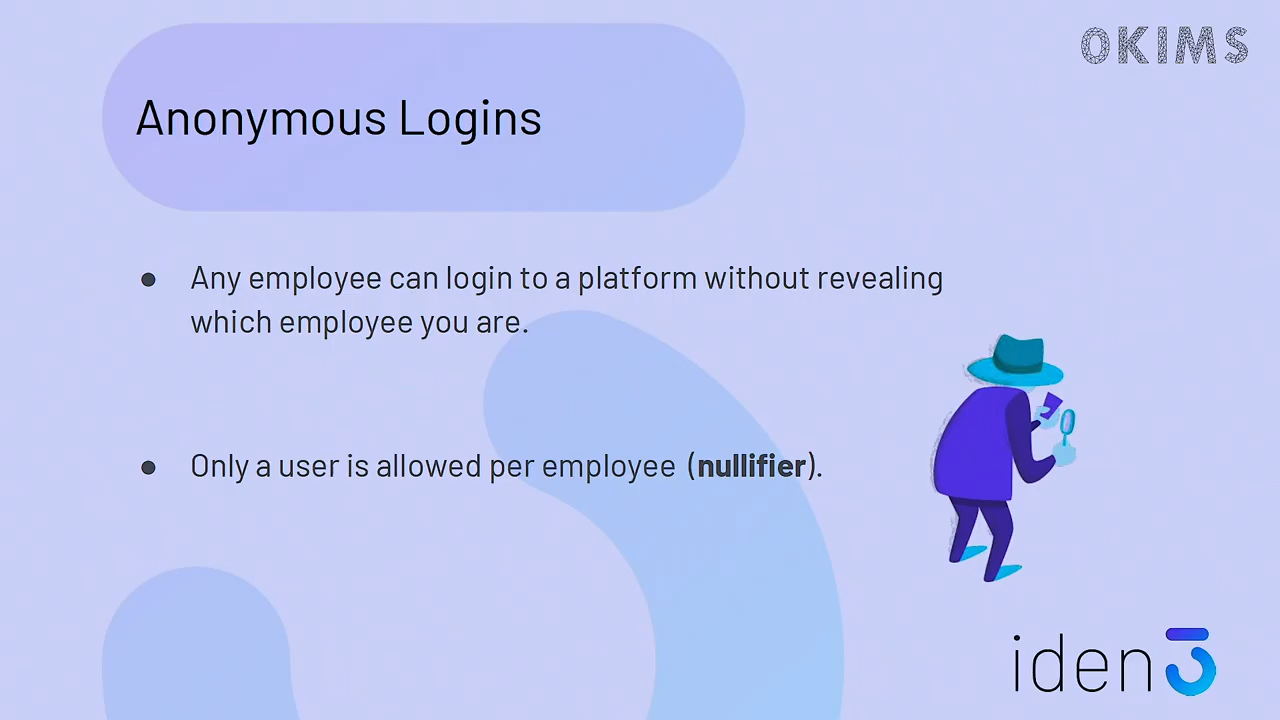 OKIMS
Anonymous Logins
● Any employee can login to a platform without revealing
which employee you are.
● Only a user is allowed per employee (nullifier).
iden3